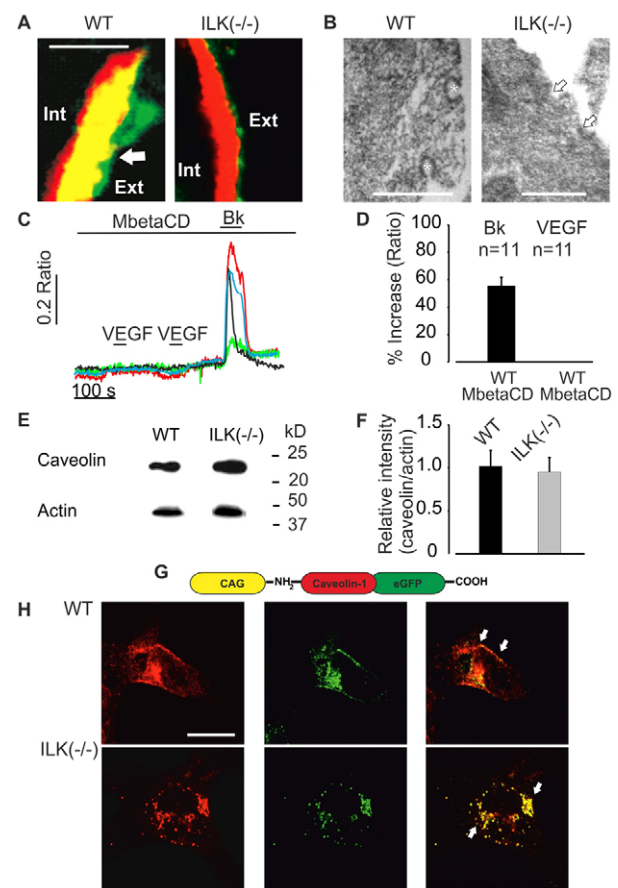 A WT ILK(-/-)
Int Ext
Int Ext
B WT ILK(-/-)
* *
C
MbetaCD Bk
0.2 Ratio
VEGF VEGF
100 s
D
% Increase (Ratio)
100
80
60
40
20
0
Bk VEGF
n=11 n=11
WT WT
MbetaCD MbetaCD
E
WT ILK(-/-) kD
Caveolin
- 25
- 20
Actin
- 50
- 37
F
Relative intensity
(caveolin/actin)
1.5
1.0
0.5
0
WT ILK(-/-)
G
CAG NH2 Caveolin-1 eGFP COOH
H
WT
ILK(-/-)